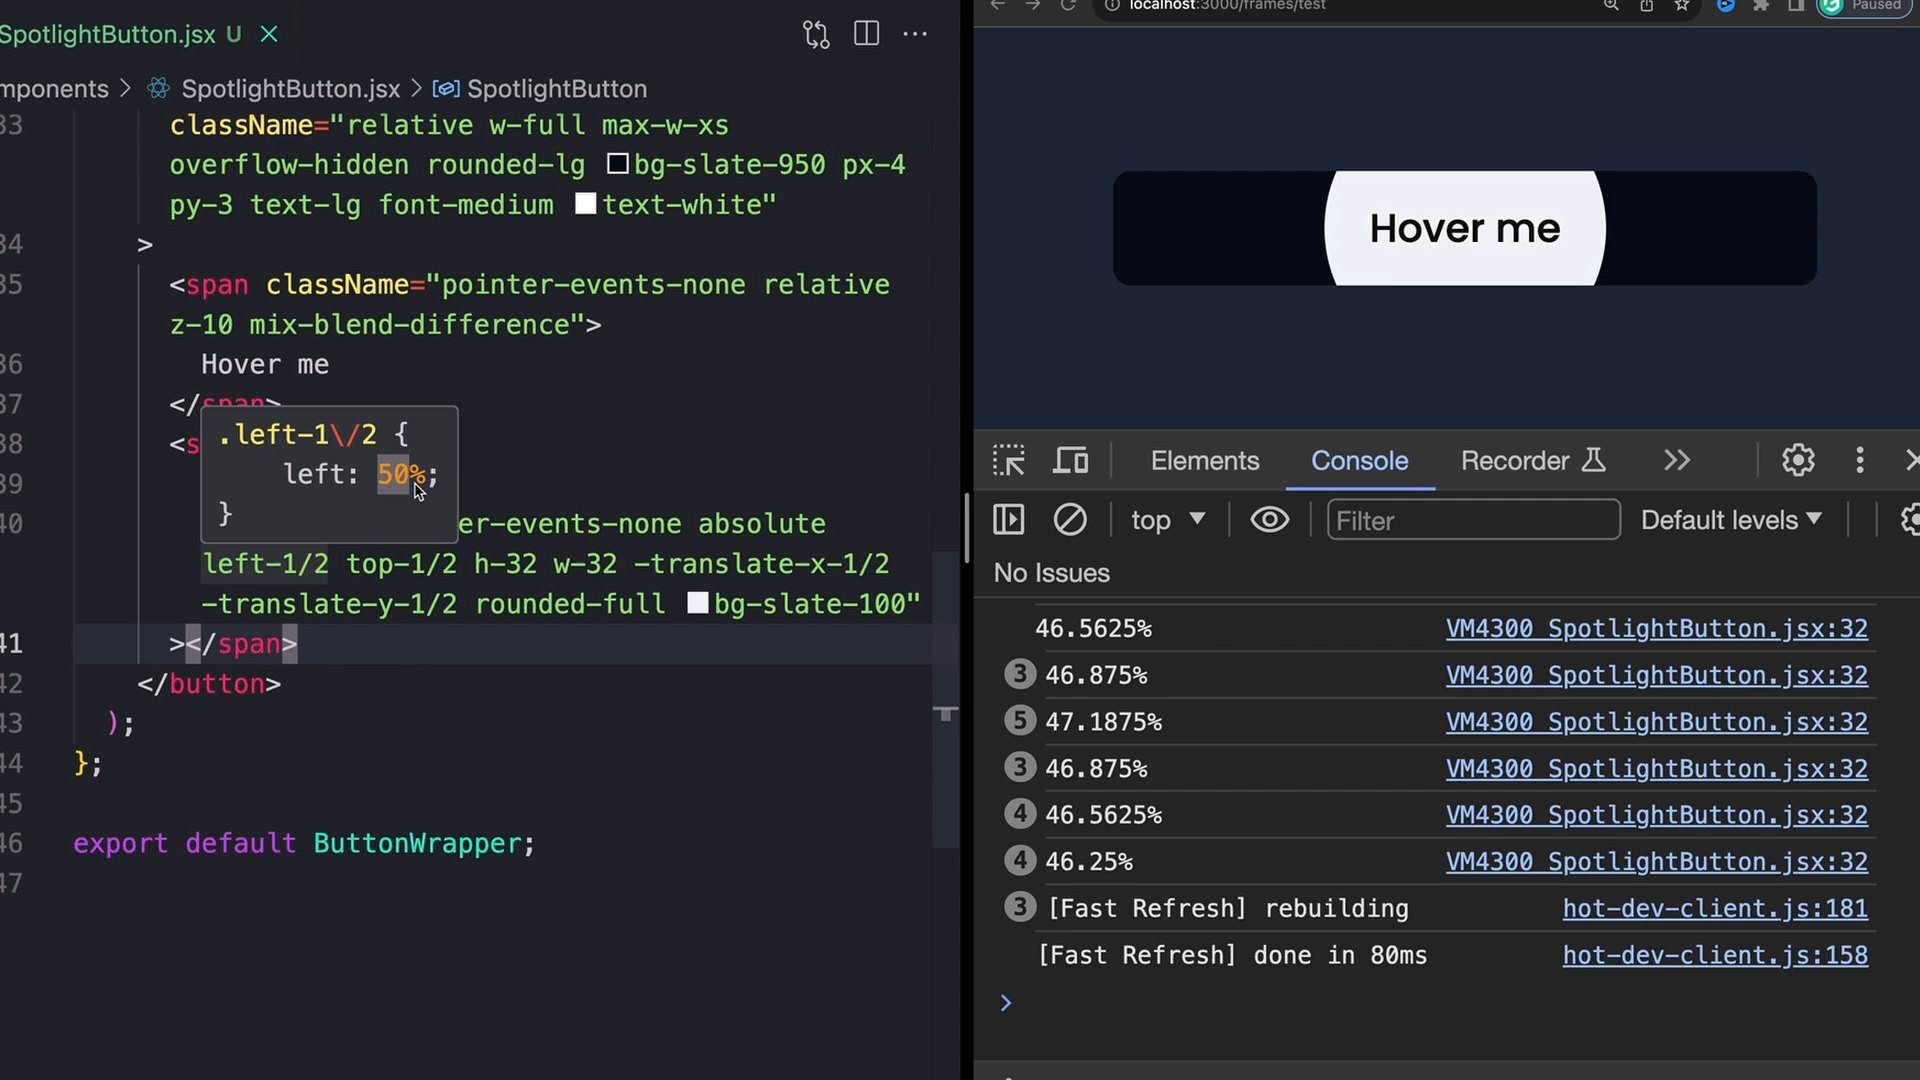 SpotlightButton.jsx U
mponents > SpotlightButton.jsx > SpotlightButton
33 className="relative w-full max-w-xs
overflow-hidden rounded-lg bg-slate-950 px-4
py-3 text-lg font-medium text-white"
34 >
35 <span className="pointer-events-none relative
z-10 mix-blend-difference">
36 Hover me
37 </span>
38 <s
.left-1\/2 {
left: 50%;
}
39
40 er-events-none absolute
left-1/2 top-1/2 h-32 w-32 -translate-x-1/2
-translate-y-1/2 rounded-full bg-slate-100"
41 ></span>
42 </button>
43 );
44 };
45
46 export default ButtonWrapper;
47
localhost:3000/frames/test
Paused
Hover me
Elements Console Recorder
top Filter Default levels
No Issues
46.5625% VM4300 SpotlightButton.jsx:32
3 46.875% VM4300 SpotlightButton.jsx:32
5 47.1875% VM4300 SpotlightButton.jsx:32
3 46.875% VM4300 SpotlightButton.jsx:32
4 46.5625% VM4300 SpotlightButton.jsx:32
4 46.25% VM4300 SpotlightButton.jsx:32
3 [Fast Refresh] rebuilding hot-dev-client.js:181
[Fast Refresh] done in 80ms hot-dev-client.js:158
>